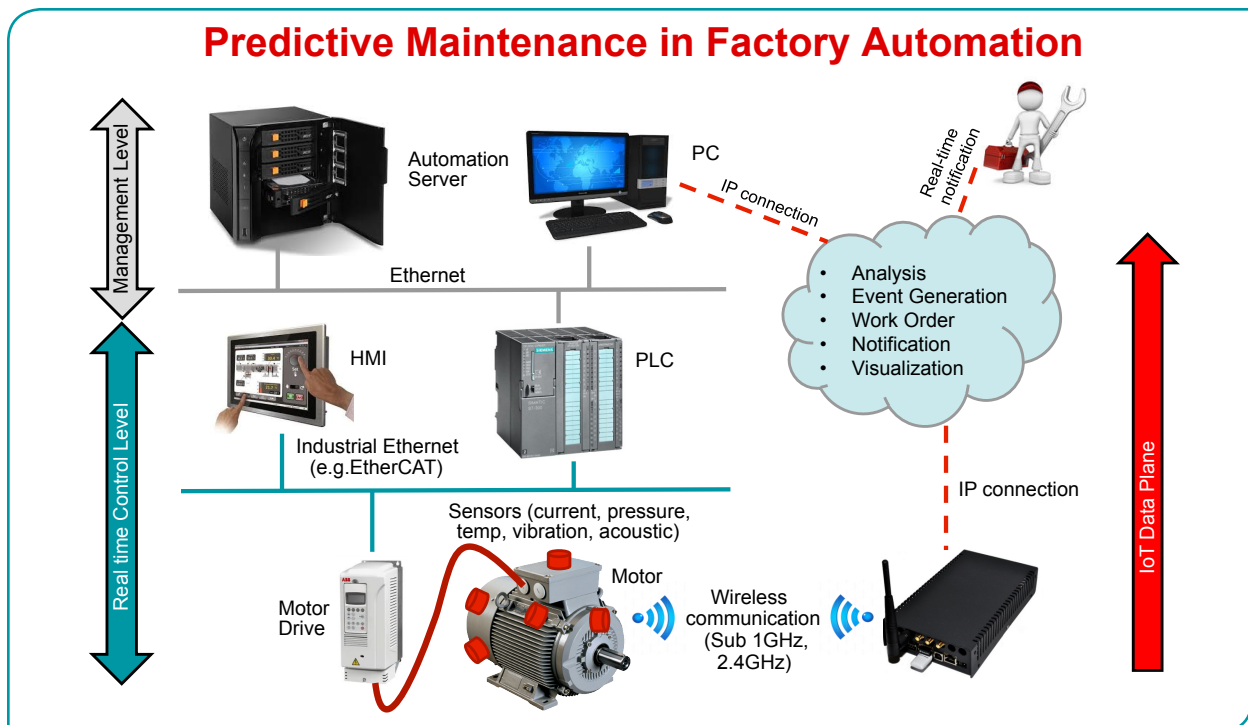 Predictive Maintenance in Factory Automation
Management Level
Automation
Server
PC
IP connection
Real-time
notification
Ethernet
• Analysis
• Event Generation
• Work Order
• Notification
• Visualization
Real time Control Level
HMI
SIEMENS
PLC
Industrial Ethernet
(e.g.EtherCAT)
IP connection
IoT Data Plane
Sensors (current, pressure,
temp, vibration, acoustic)
ABB
Motor
Drive
Motor
Wireless
communication
(Sub 1GHz,
2.4GHz)